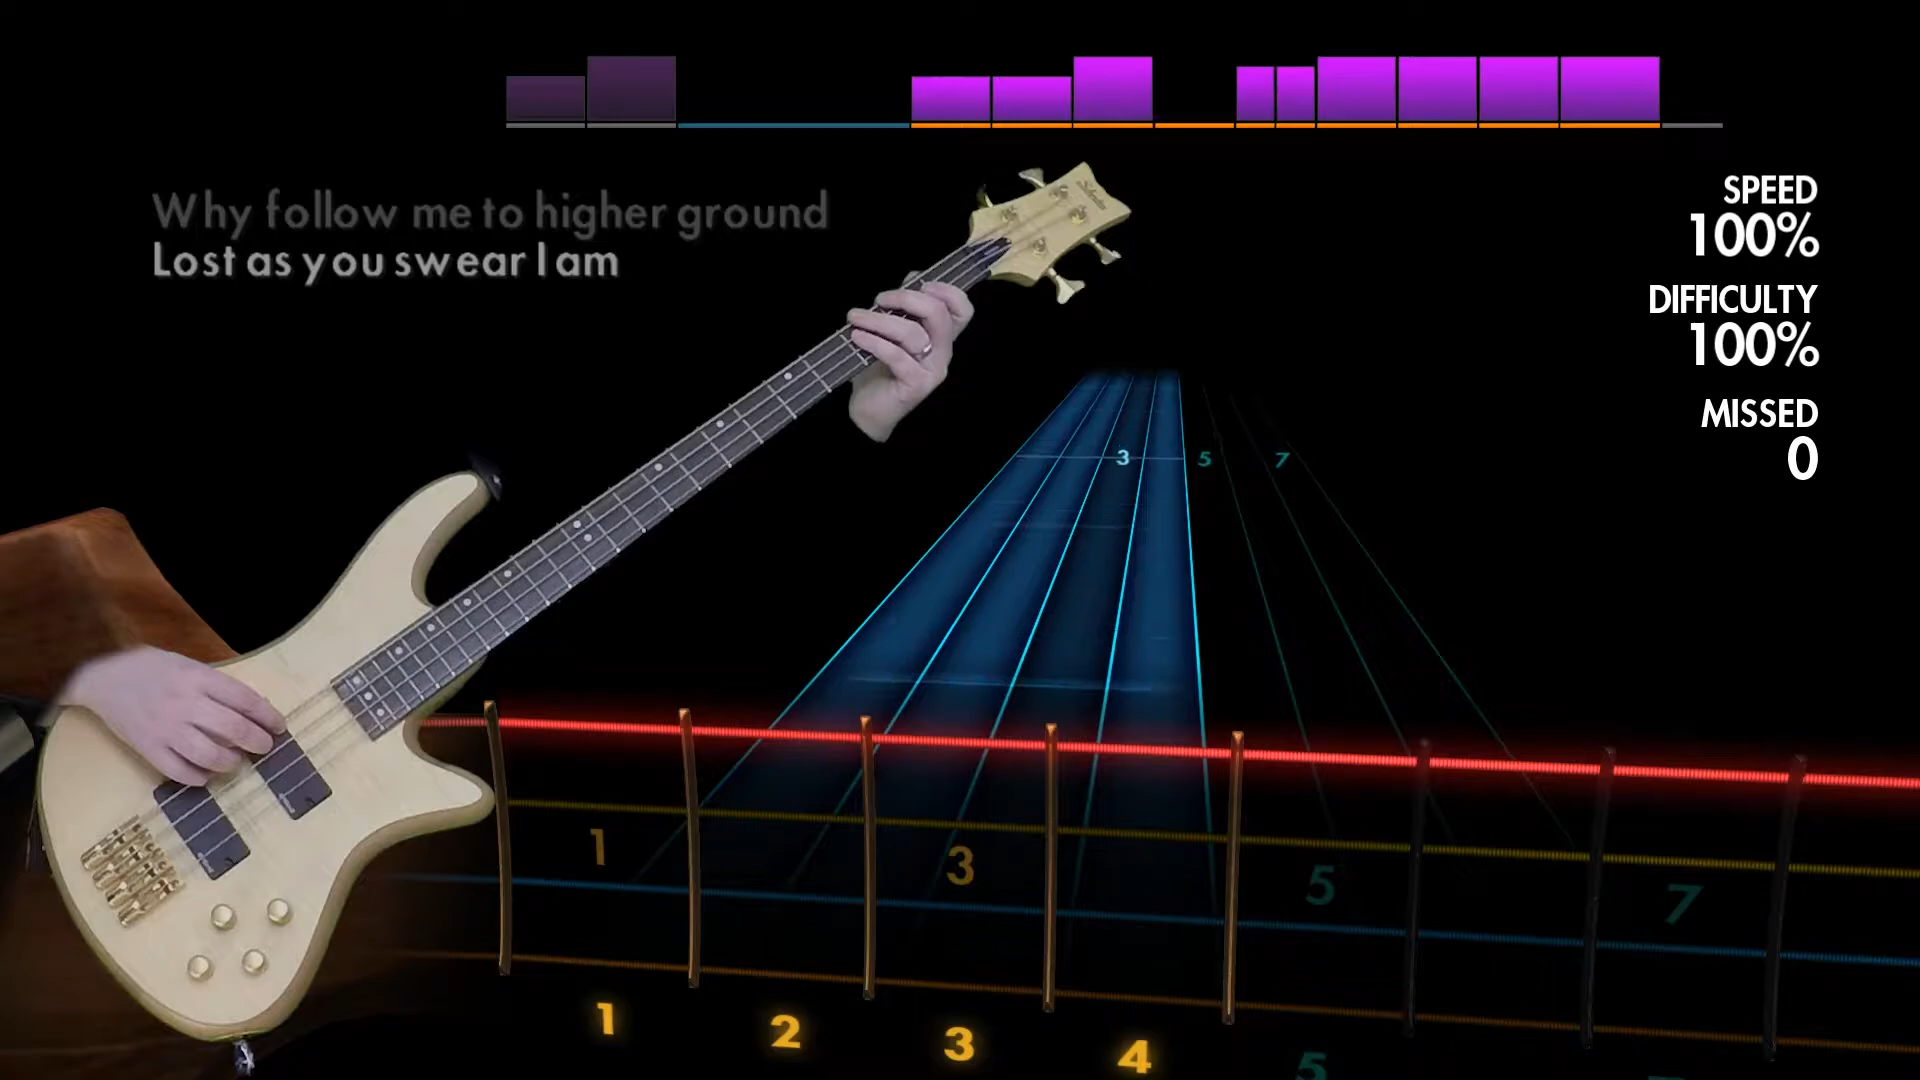 Why follow me to higher ground
Lost as you swear I am
SPEED
100%
DIFFICULTY
100%
MISSED
0
3 5 7
1 3 5 7
1 2 3 4 5